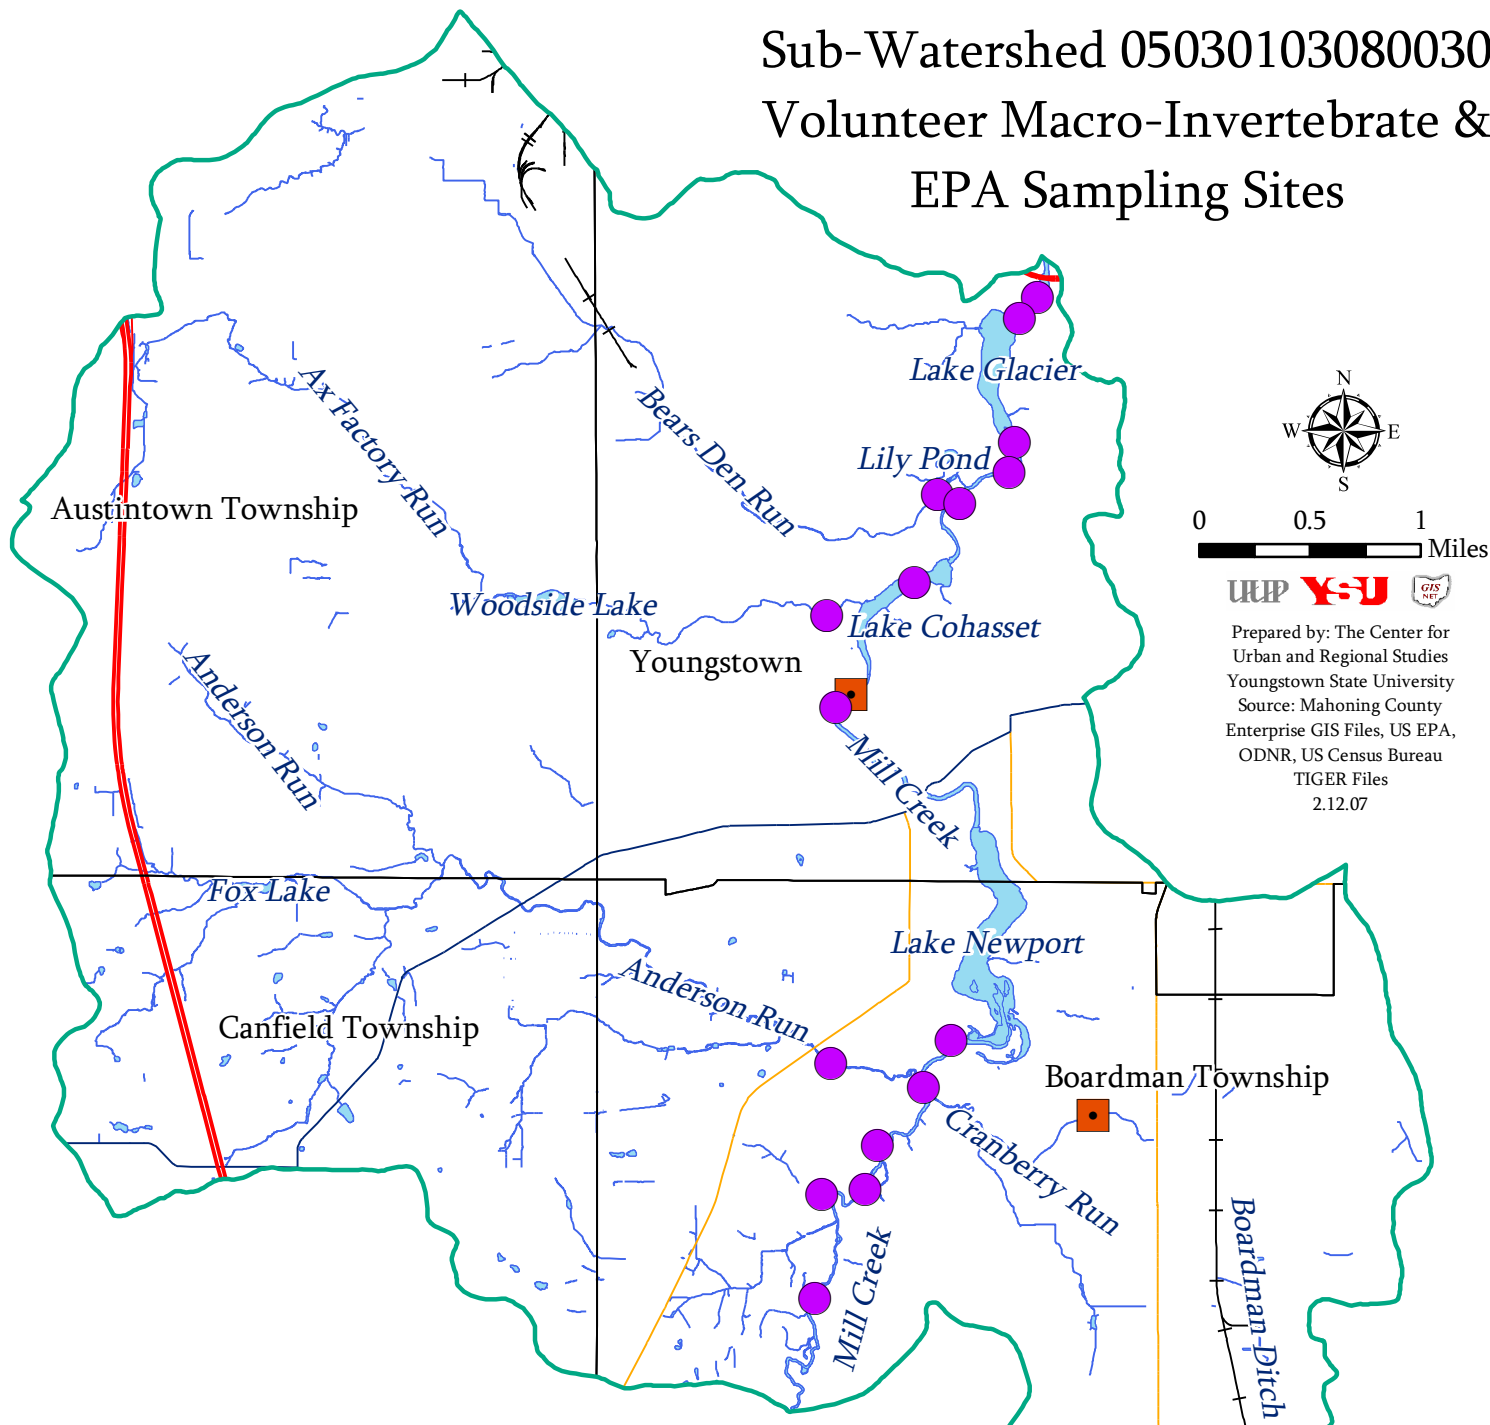 Sub-Watershed 05030103080030
Volunteer Macro-Invertebrate &
EPA Sampling Sites
Lake Glacier
N
W
E
S
Ax Factory Run
Bears Den Run
Lily Pond
Austintown Township
0
0.5
1
Miles
UUP
YSU
GIS
NET
Woodside Lake
Lake Cohasset
Youngstown
Prepared by: The Center for
Urban and Regional Studies
Youngstown State University
Source: Mahoning County
Enterprise GIS Files, US EPA,
ODNR, US Census Bureau
TIGER Files
2.12.07
Anderson Run
Mill Creek
Fox Lake
Lake Newport
Anderson Run
Canfield Township
Boardman Township
Cranberry Run
Mill Creek
Boardman Ditch